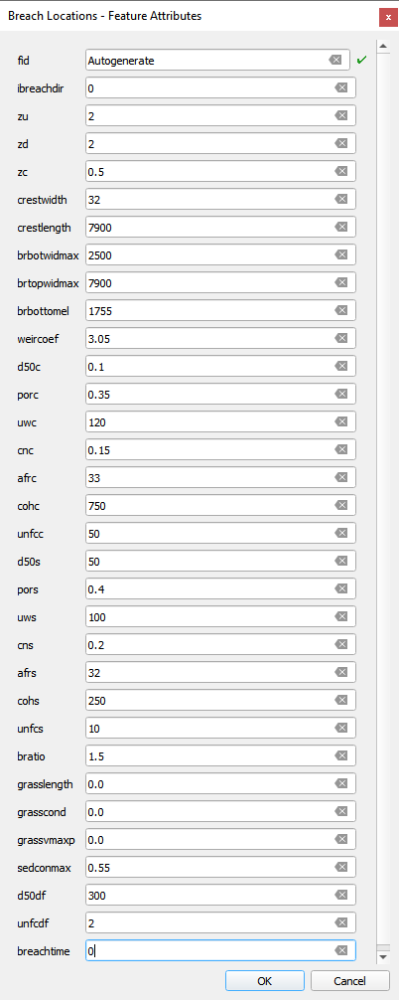 Breach Locations - Feature Attributes
fid Autogenerate
ibreachdir 0
zu 2
zd 2
zc 0.5
crestwidth 32
crestlength 7900
brbotwidmax 2500
brtopwidmax 7900
brbottomel 1755
weircoef 3.05
d50c 0.1
porc 0.35
uwc 120
cnc 0.15
afrc 33
cohc 750
unfcc 50
d50s 50
pors 0.4
uws 100
cns 0.2
afrs 32
cohs 250
unfcs 10
bratio 1.5
grasslength 0.0
grasscond 0.0
grassvmaxp 0.0
sedconmax 0.55
d50df 300
unfcdf 2
breachtime 0
OK Cancel